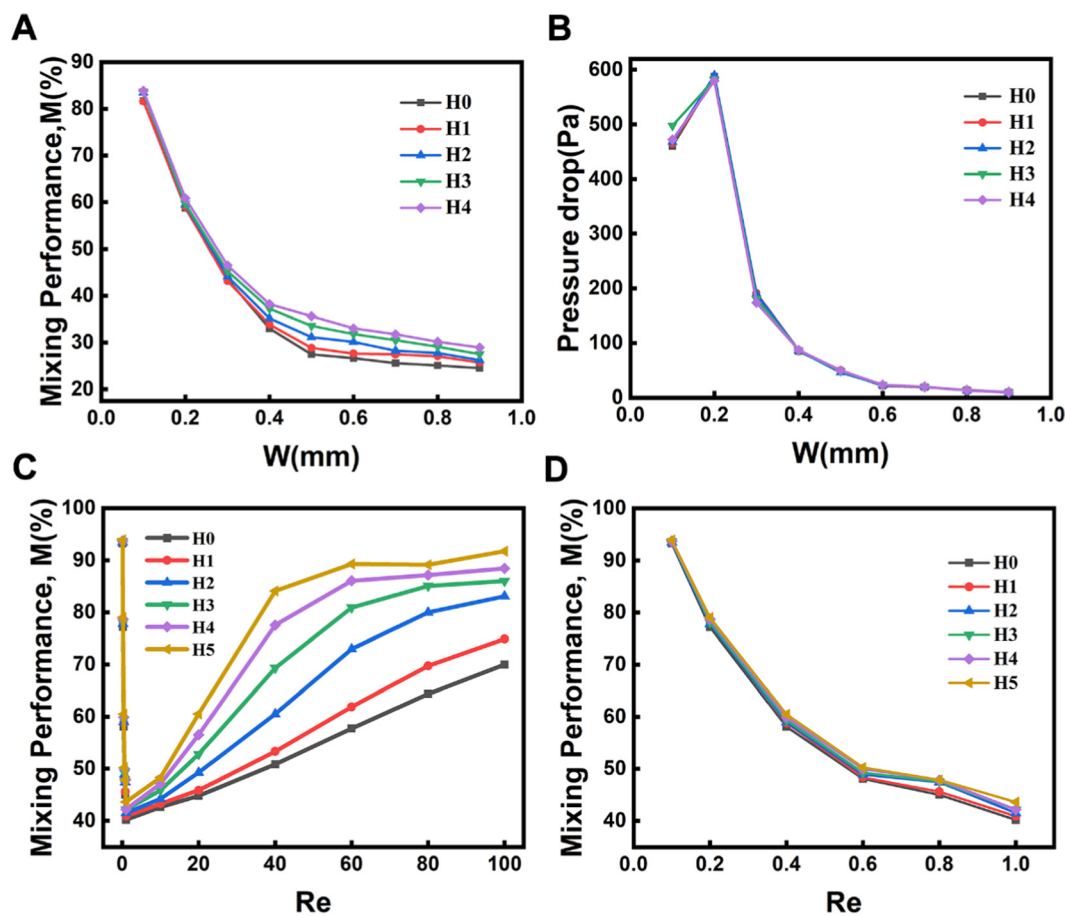 A
Mixing Performance,M(%)
90
80
70
60
50
40
30
20
0.0 0.2 0.4 0.6 0.8 1.0
W(mm)
H0
H1
H2
H3
H4
B
Pressure drop(Pa)
600
500
400
300
200
100
0
0.0 0.2 0.4 0.6 0.8 1.0
W(mm)
H0
H1
H2
H3
H4
C
Mixing Performance, M(%)
100
90
80
70
60
50
40
0 20 40 60 80 100
Re
H0
H1
H2
H3
H4
H5
D
Mixing Performance, M(%)
100
90
80
70
60
50
40
0.0 0.2 0.4 0.6 0.8 1.0
Re
H0
H1
H2
H3
H4
H5